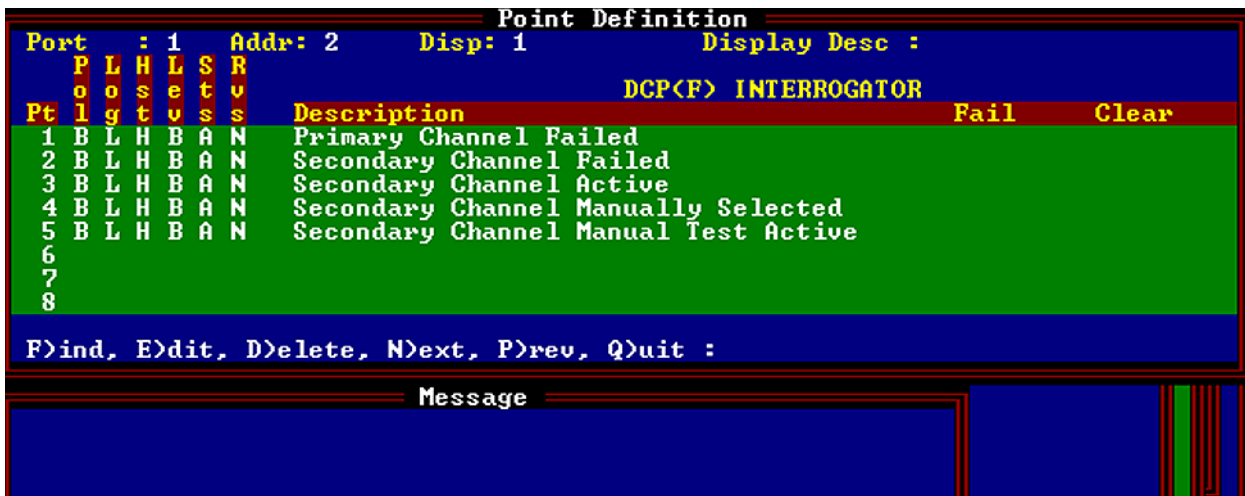 Point Definition
Port : 1 Addr: 2 Disp: 1 Display Desc :
P L H L S R
o o s e t v
DCP(F) INTERROGATOR
Pt l g t v s s Description Fail Clear
1 B L H B A N Primary Channel Failed
2 B L H B A N Secondary Channel Failed
3 B L H B A N Secondary Channel Active
4 B L H B A N Secondary Channel Manually Selected
5 B L H B A N Secondary Channel Manual Test Active
6
7
8
F)ind, E)dit, D)elete, N)ext, P)rev, Q)uit :
Message